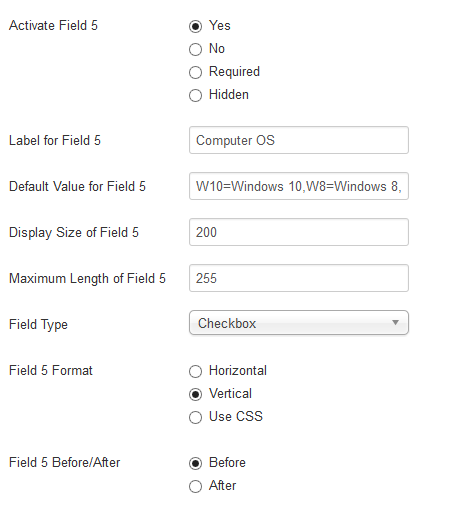 Activate Field 5
Yes
No
Required
Hidden
Label for Field 5
Computer OS
Default Value for Field 5
W10=Windows 10,W8=Windows 8,
Display Size of Field 5
200
Maximum Length of Field 5
255
Field Type
Checkbox
Field 5 Format
Horizontal
Vertical
Use CSS
Field 5 Before/After
Before
After